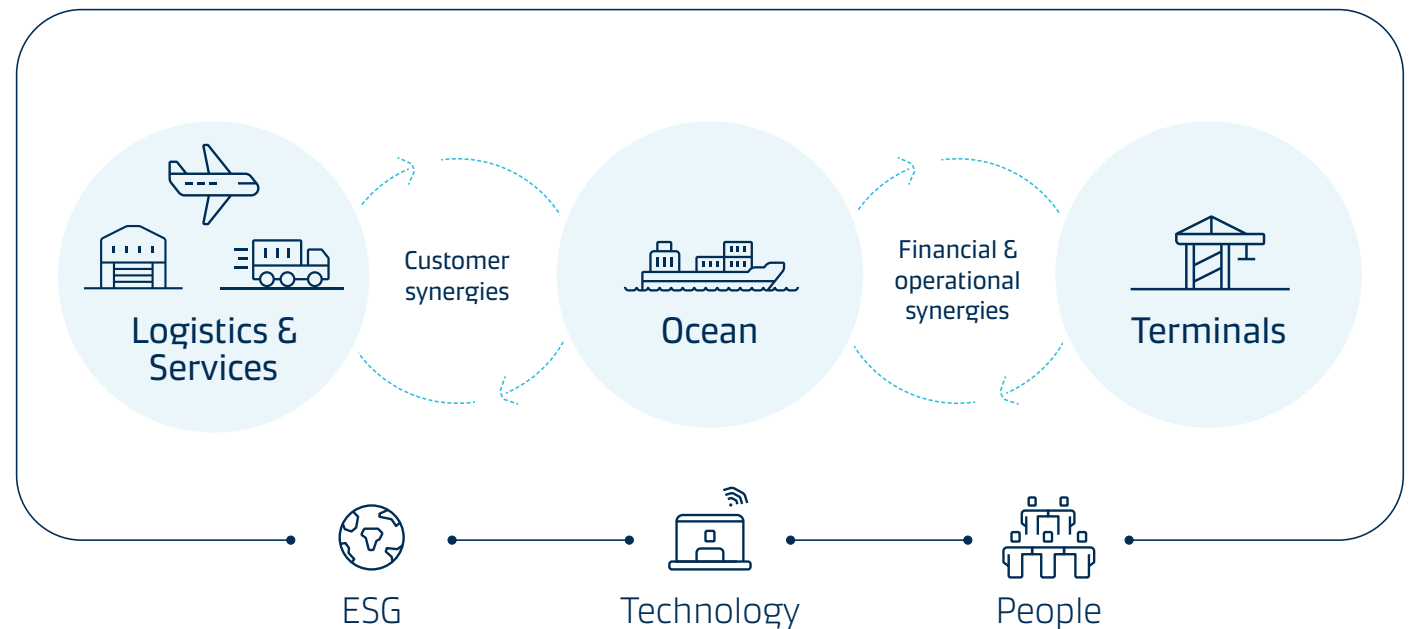 Customer
synergies
Financial &
operational
synergies
Logistics &
Services
Ocean
Terminals
ESG
Technology
People